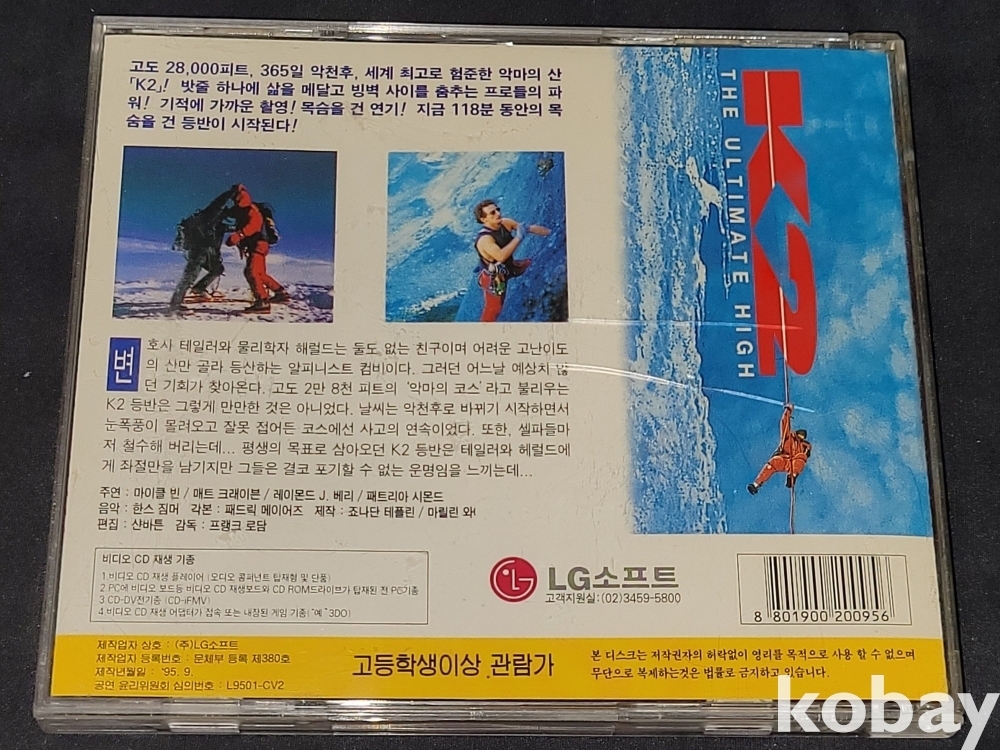 고도 28,000피트, 365일 악천후, 세계 최고로 험준한 악마의 산
「K2」! 밧줄 하나에 삶을 메달고 빙벽 사이를 춤추는 프로들의 파
워! 기적에 가까운 촬영! 목숨을 건 연기! 지금 118분 동안의 목
숨을 건 등반이 시작된다!
K2
THE ULTIMATE HIGH
변호사 테일러와 물리학자 해럴드는 둘도 없는 친구이며 어려운 고난이도
의 산만 골라 등산하는 알피니스트 콤비이다. 그러던 어느날 예상치 않
던 기회가 찾아온다. 고도 2만 8천 피트의 '악마의 코스'라고 불리우는
K2 등반은 그렇게 만만한 것은 아니었다. 날씨는 악천후로 바뀌기 시작하면서
눈폭풍이 몰려오고 잘못 접어든 코스에선 사고의 연속이었다. 또한, 셀파들마
저 철수해 버리는데... 평생의 목표로 삼아오던 K2 등반은 테일러와 헤럴드에
게 좌절만을 남기지만 그들은 결코 포기할 수 없는 운명임을 느끼는데...
주연 : 마이클 빈 / 매트 크래이븐 / 레이몬드 J. 베리 / 패트리아 시몬드
음악 : 한스 짐머 각본 : 패드릭 메이어즈 제작 : 죠나단 테플린 / 마릴린 와
편집 : 샨바튼 감독 : 프랭크 로담
비디오 CD 재생 기종
1.비디오 CD 재생 플레이어 (오디오 콤퍼넌트 탑재형 및 단품)
2.PC에 비디오 보드등 비디오 CD 재생보드와 CD ROM드라이브가 탑재된 전 PC기종
3.CD-DV전기종 (CD-iFMV)
4.비디오 CD 재생 어댑터가 접속 또는 내장된 게임 기종("예" 3DO)
LG소프트
고객지원실:(02)3459-5800
8 801900 200956
제작업자 상호 : (주)LG소프트
제작업자 등록번호 : 문체부 등록 제380호
제작년월일 : '95. 9.
공연 윤리위원회 심의번호 : L9501-CV2
고등학생이상 관람가
본 디스크는 저작권자의 허락없이 영리를 목적으로 사용 할 수 없으며
무단으로 복제하는것은 법률로 금지하고 있습니다.
kobay